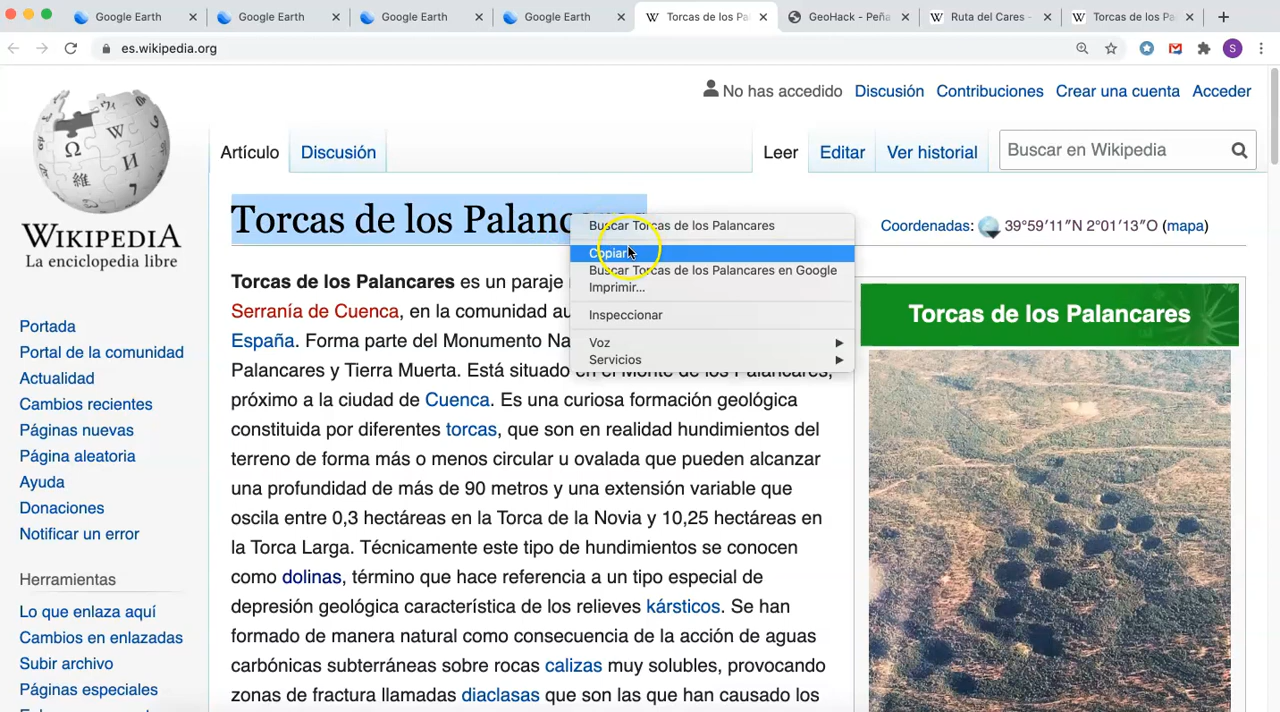 Google Earth
Google Earth
Google Earth
Google Earth
Torcas de los Pa
GeoHack - Peña
Ruta del Cares -
Torcas de los Pa
es.wikipedia.org
S
No has accedido Discusión Contribuciones Crear una cuenta Acceder
Artículo Discusión Leer Editar Ver historial Buscar en Wikipedia
WIKIPEDIA
La enciclopedia libre
Portada
Portal de la comunidad
Actualidad
Cambios recientes
Páginas nuevas
Página aleatoria
Ayuda
Donaciones
Notificar un error
Herramientas
Lo que enlaza aquí
Cambios en enlazadas
Subir archivo
Páginas especiales
Torcas de los Palancares
Coordenadas: 39°59′11″N 2°01′13″O (mapa)
Buscar Torcas de los Palancares
Copiar
Buscar Torcas de los Palancares en Google
Imprimir...
Inspeccionar
Voz
Servicios
Torcas de los Palancares es un paraje
Serranía de Cuenca, en la comunidad au
España. Forma parte del Monumento Na
Palancares y Tierra Muerta. Está situado en el Monte de los Palancares,
próximo a la ciudad de Cuenca. Es una curiosa formación geológica
constituida por diferentes torcas, que son en realidad hundimientos del
terreno de forma más o menos circular u ovalada que pueden alcanzar
una profundidad de más de 90 metros y una extensión variable que
oscila entre 0,3 hectáreas en la Torca de la Novia y 10,25 hectáreas en
la Torca Larga. Técnicamente este tipo de hundimientos se conocen
como dolinas, término que hace referencia a un tipo especial de
depresión geológica característica de los relieves kársticos. Se han
formado de manera natural como consecuencia de la acción de aguas
carbónicas subterráneas sobre rocas calizas muy solubles, provocando
zonas de fractura llamadas diaclasas que son las que han causado los
Torcas de los Palancares